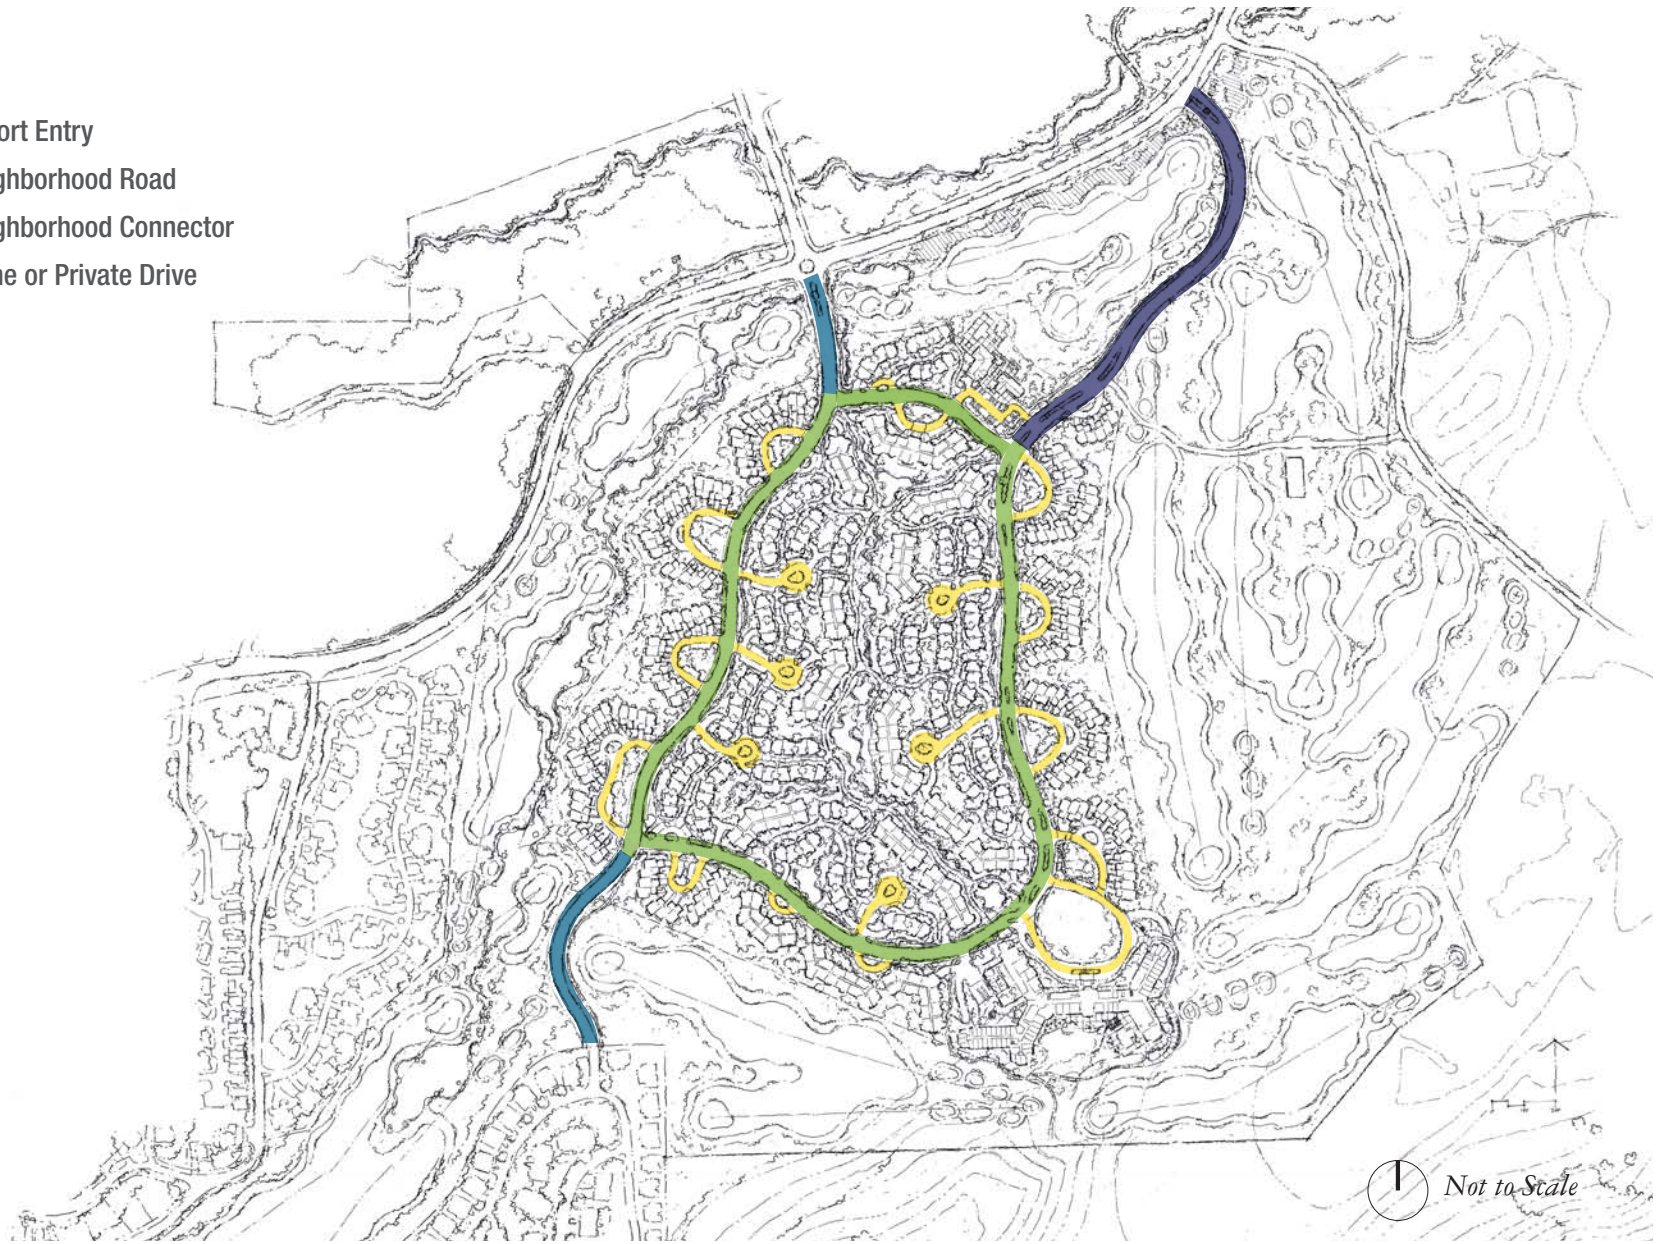 ort Entry
ghborhood Road
ghborhood Connector
ne or Private Drive
Not to Scale